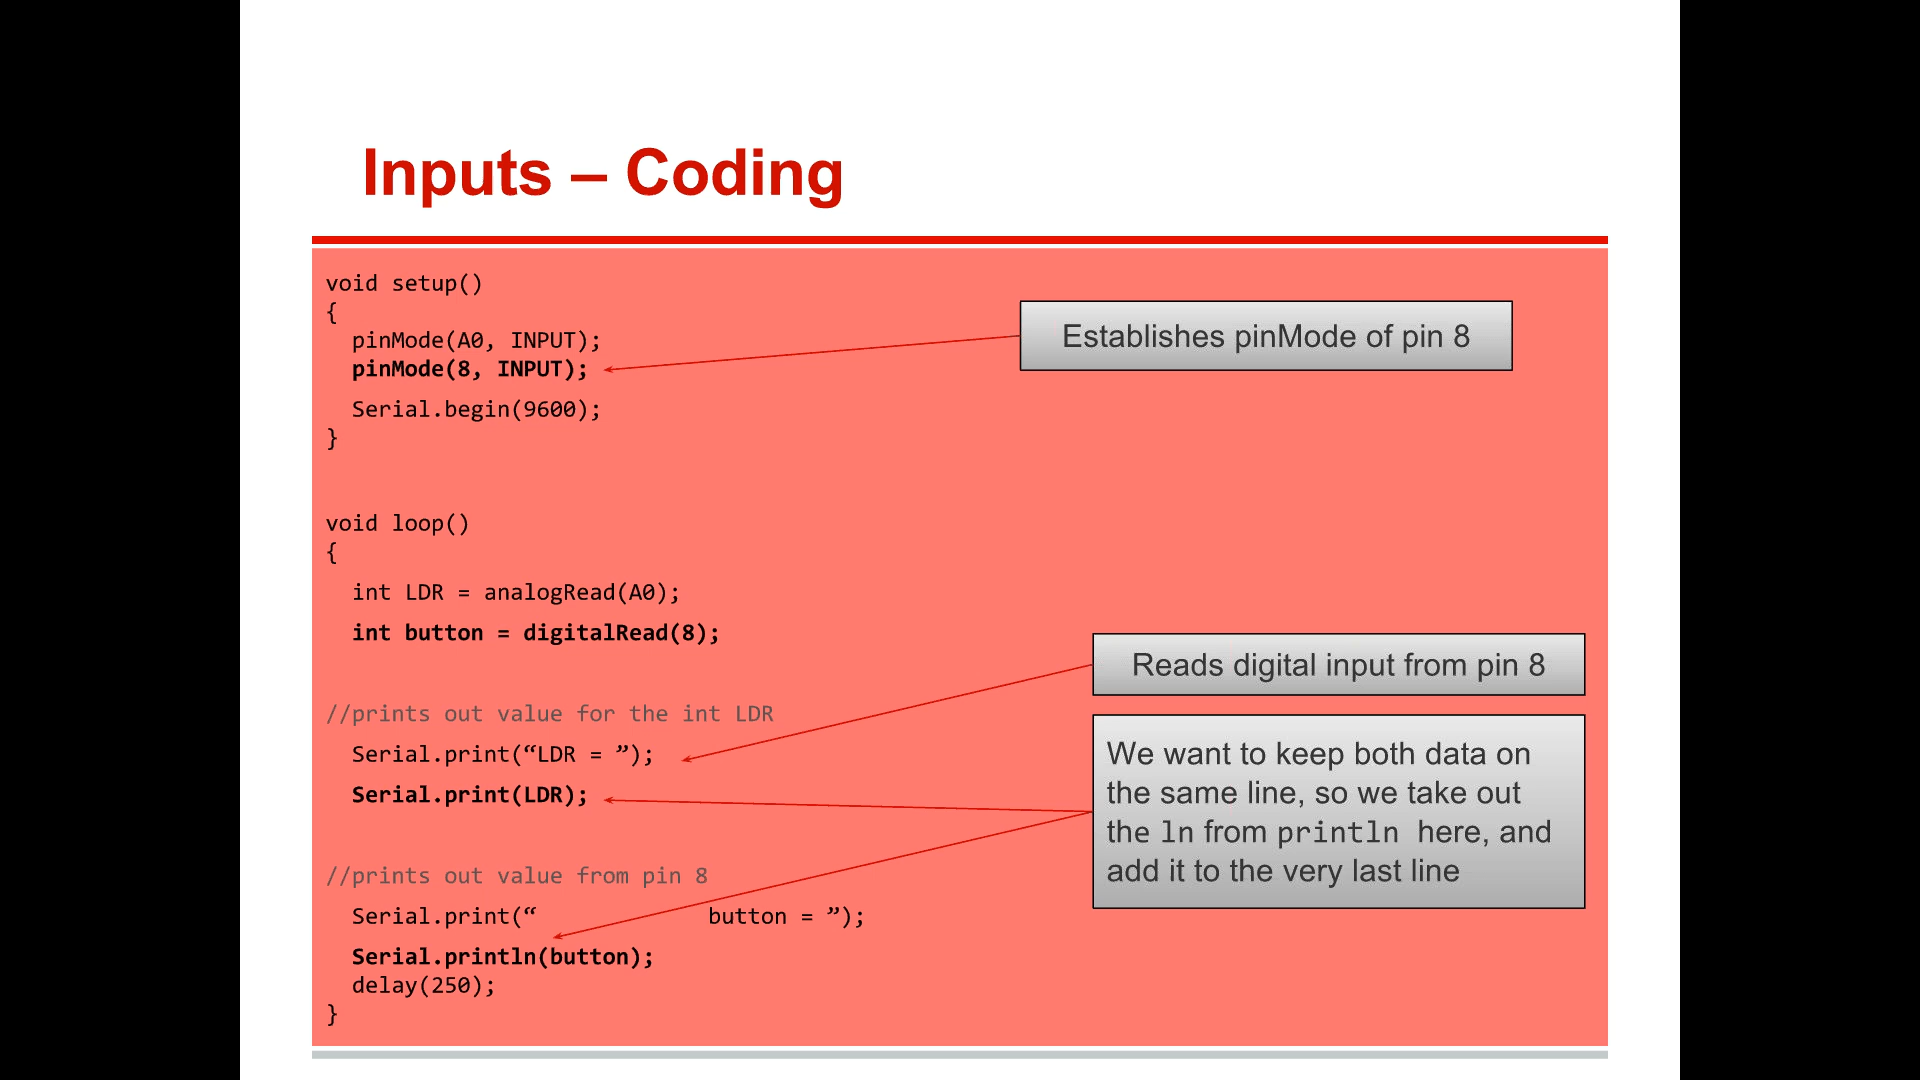 Inputs – Coding
void setup()
{
pinMode(A0, INPUT);
pinMode(8, INPUT);
Serial.begin(9600);
}
void loop()
{
int LDR = analogRead(A0);
int button = digitalRead(8);
//prints out value for the int LDR
Serial.print(“LDR = ”);
Serial.print(LDR);
//prints out value from pin 8
Serial.print(“             button = ”);
Serial.println(button);
delay(250);
}
Establishes pinMode of pin 8
Reads digital input from pin 8
We want to keep both data on
the same line, so we take out
the ln from println here, and
add it to the very last line